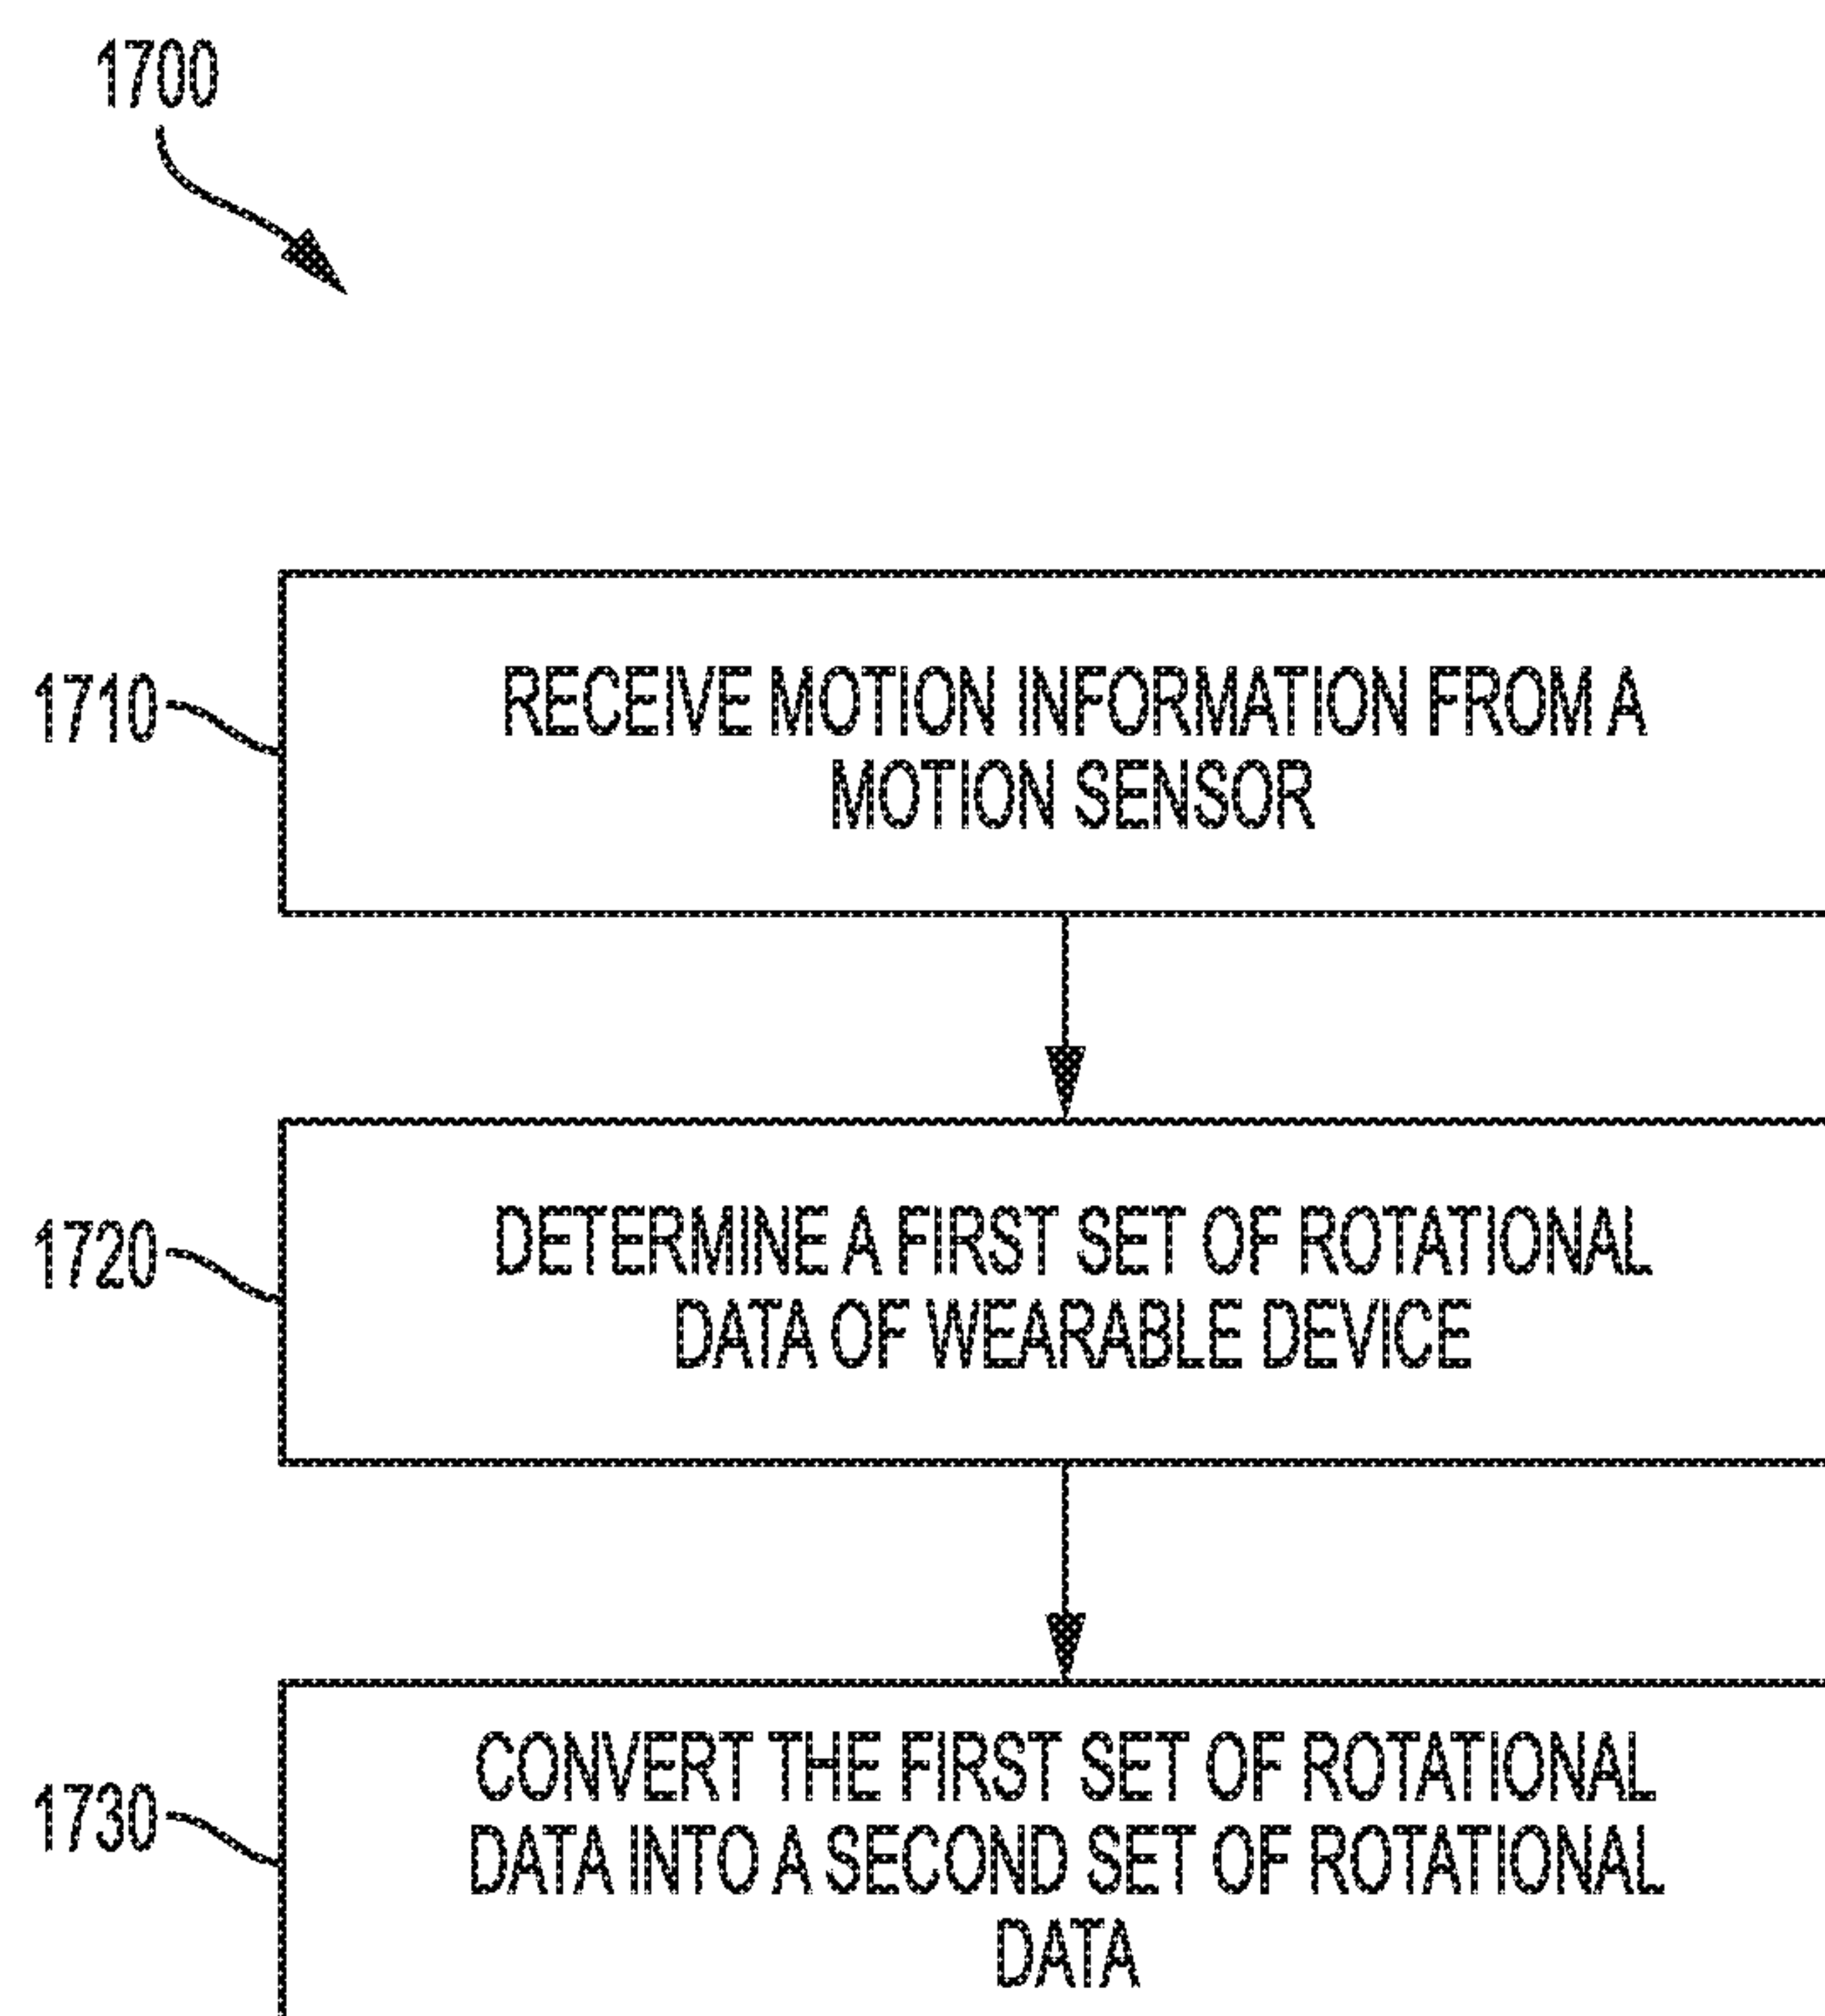 1700
1710
RECEIVE MOTION INFORMATION FROM A
MOTION SENSOR
1720
DETERMINE A FIRST SET OF ROTATIONAL
DATA OF WEARABLE DEVICE
1730
CONVERT THE FIRST SET OF ROTATIONAL
DATA INTO A SECOND SET OF ROTATIONAL
DATA